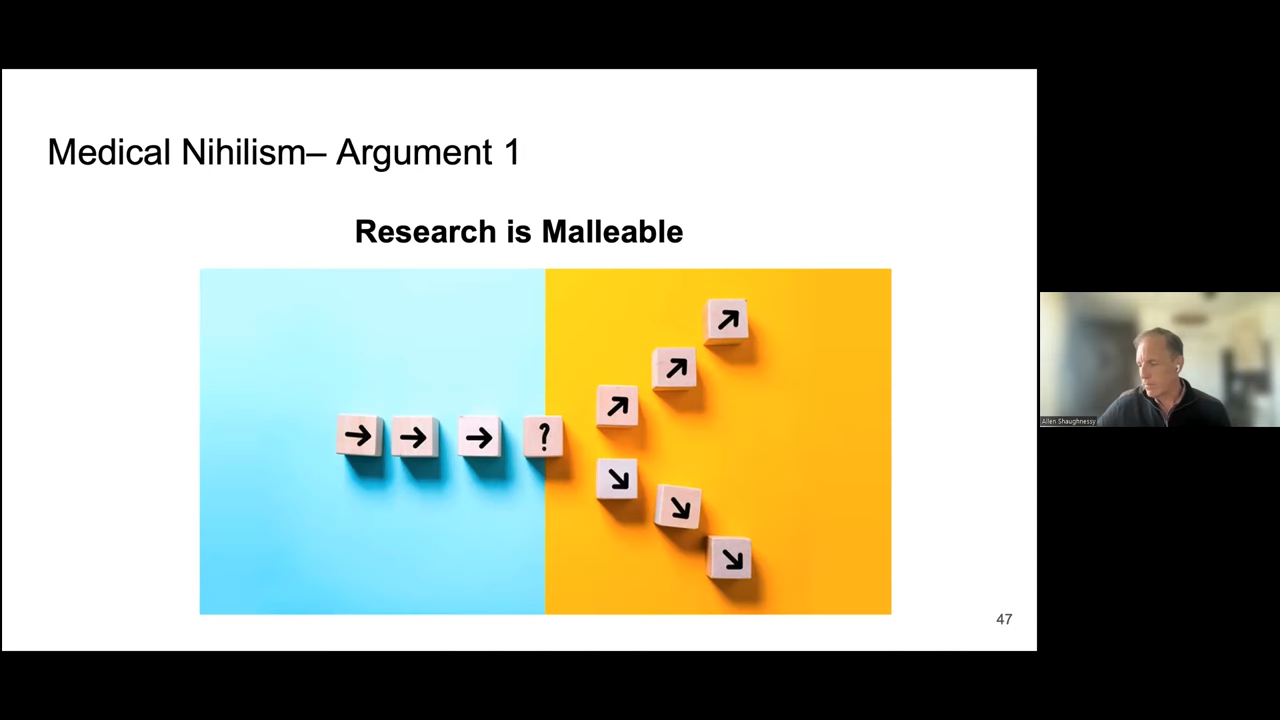 Medical Nihilism– Argument 1
Research is Malleable
→ → → ?
47
Allen Shaughnessy